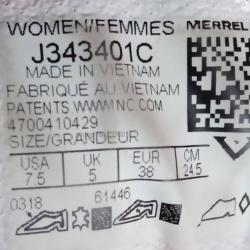 WOMEN/FEMMES MERREL
J343401C
MADE IN VIETNAM
FABRIQUÉ AU VIETNAM
PATENTS WWW NC.COM
4700410429
SIZE/GRANDEUR
USA UK EUR CM
7.5 5 38 24.5
0318 61446